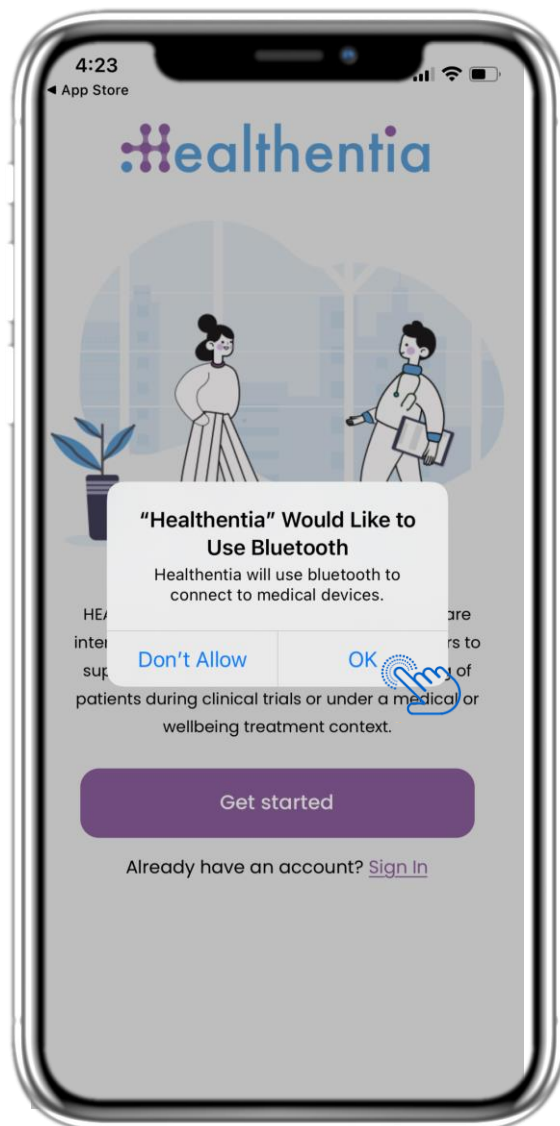 4:23
◀ App Store
Healthentia
“Healthentia” Would Like to
Use Bluetooth
Healthentia will use bluetooth to
connect to medical devices.
Don’t Allow
OK
patients during clinical trials or under a medical or
wellbeing treatment context.
Get started
Already have an account? Sign In